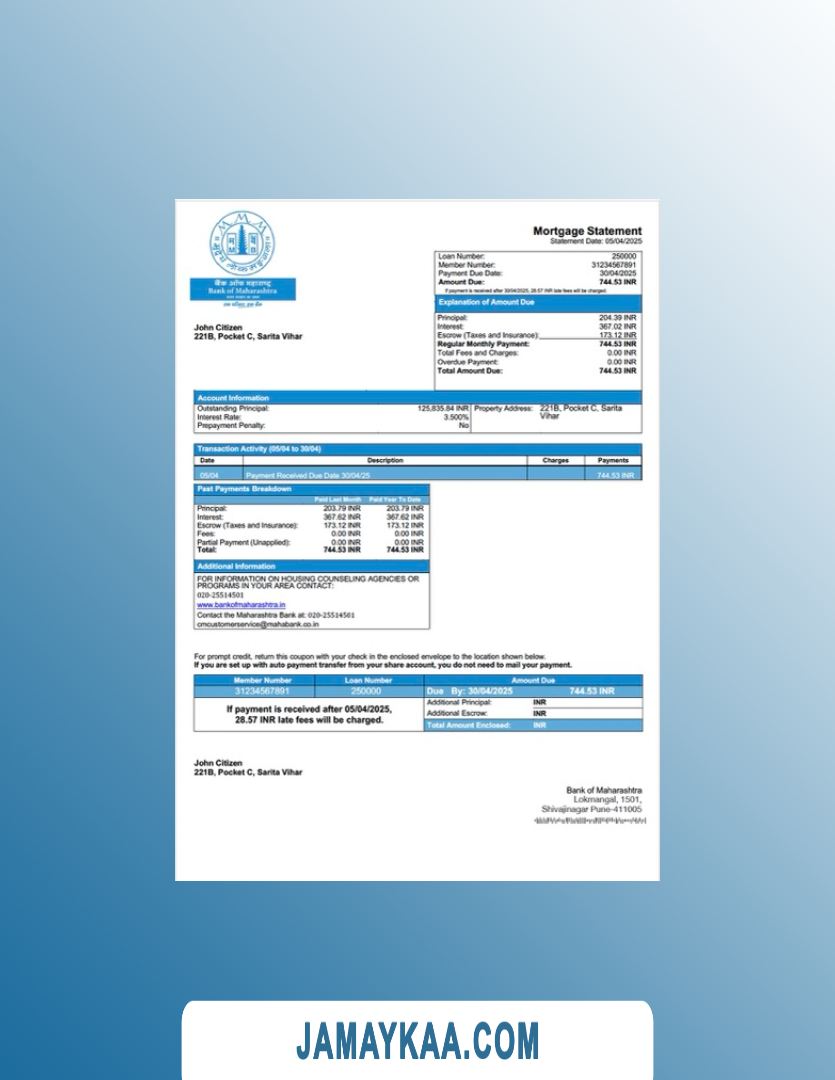 बैंक ऑफ महाराष्ट्र
Bank of Maharashtra
Mortgage Statement
Statement Date: 05/04/2025
Loan Number: 250000
Member Number: 31234567891
Payment Due Date: 30/04/2025
Amount Due: 744.53 INR
If payment is received after 30/04/2025, 28.57 INR late fees will be charged.
Explanation of Amount Due
Principal: 204.39 INR
Interest: 367.02 INR
Escrow (Taxes and Insurance): 173.12 INR
Regular Monthly Payment: 744.53 INR
Total Fees and Charges: 0.00 INR
Overdue Payment: 0.00 INR
Total Amount Due: 744.53 INR
John Citizen
221B, Pocket C, Sarita Vihar
Account Information
Outstanding Principal: 125,835.84 INR
Interest Rate: 3.500%
Prepayment Penalty: No
Property Address: 221B, Pocket C, Sarita
Vihar
Transaction Activity (05/04 to 30/04)
Date Description Charges Payments
05/04 Payment Received Due Date 30/04/25 744.53 INR
Past Payments Breakdown
Paid Last Month Paid Year To Date
Principal: 203.79 INR 203.79 INR
Interest: 367.62 INR 367.62 INR
Escrow (Taxes and Insurance): 173.12 INR 173.12 INR
Fees: 0.00 INR 0.00 INR
Partial Payment (Unapplied): 0.00 INR 0.00 INR
Total: 744.53 INR 744.53 INR
Additional Information
FOR INFORMATION ON HOUSING COUNSELING AGENCIES OR
PROGRAMS IN YOUR AREA CONTACT:
020-25514501
www.bankofmaharashtra.in
Contact the Maharashtra Bank at: 020-25514501
cmcustomerservice@mahabank.co.in
For prompt credit, return this coupon with your check in the enclosed envelope to the location shown below.
If you are set up with auto payment transfer from your share account, you do not need to mail your payment.
Member Number Loan Number Amount Due
31234567891 250000 Due By: 30/04/2025 744.53 INR
If payment is received after 05/04/2025,
28.57 INR late fees will be charged.
Additional Principal: INR
Additional Escrow: INR
Total Amount Enclosed: INR
John Citizen
221B, Pocket C, Sarita Vihar
Bank of Maharashtra
Lokmangal, 1501,
Shivajinagar Pune-411005
JAMAYKAA.COM